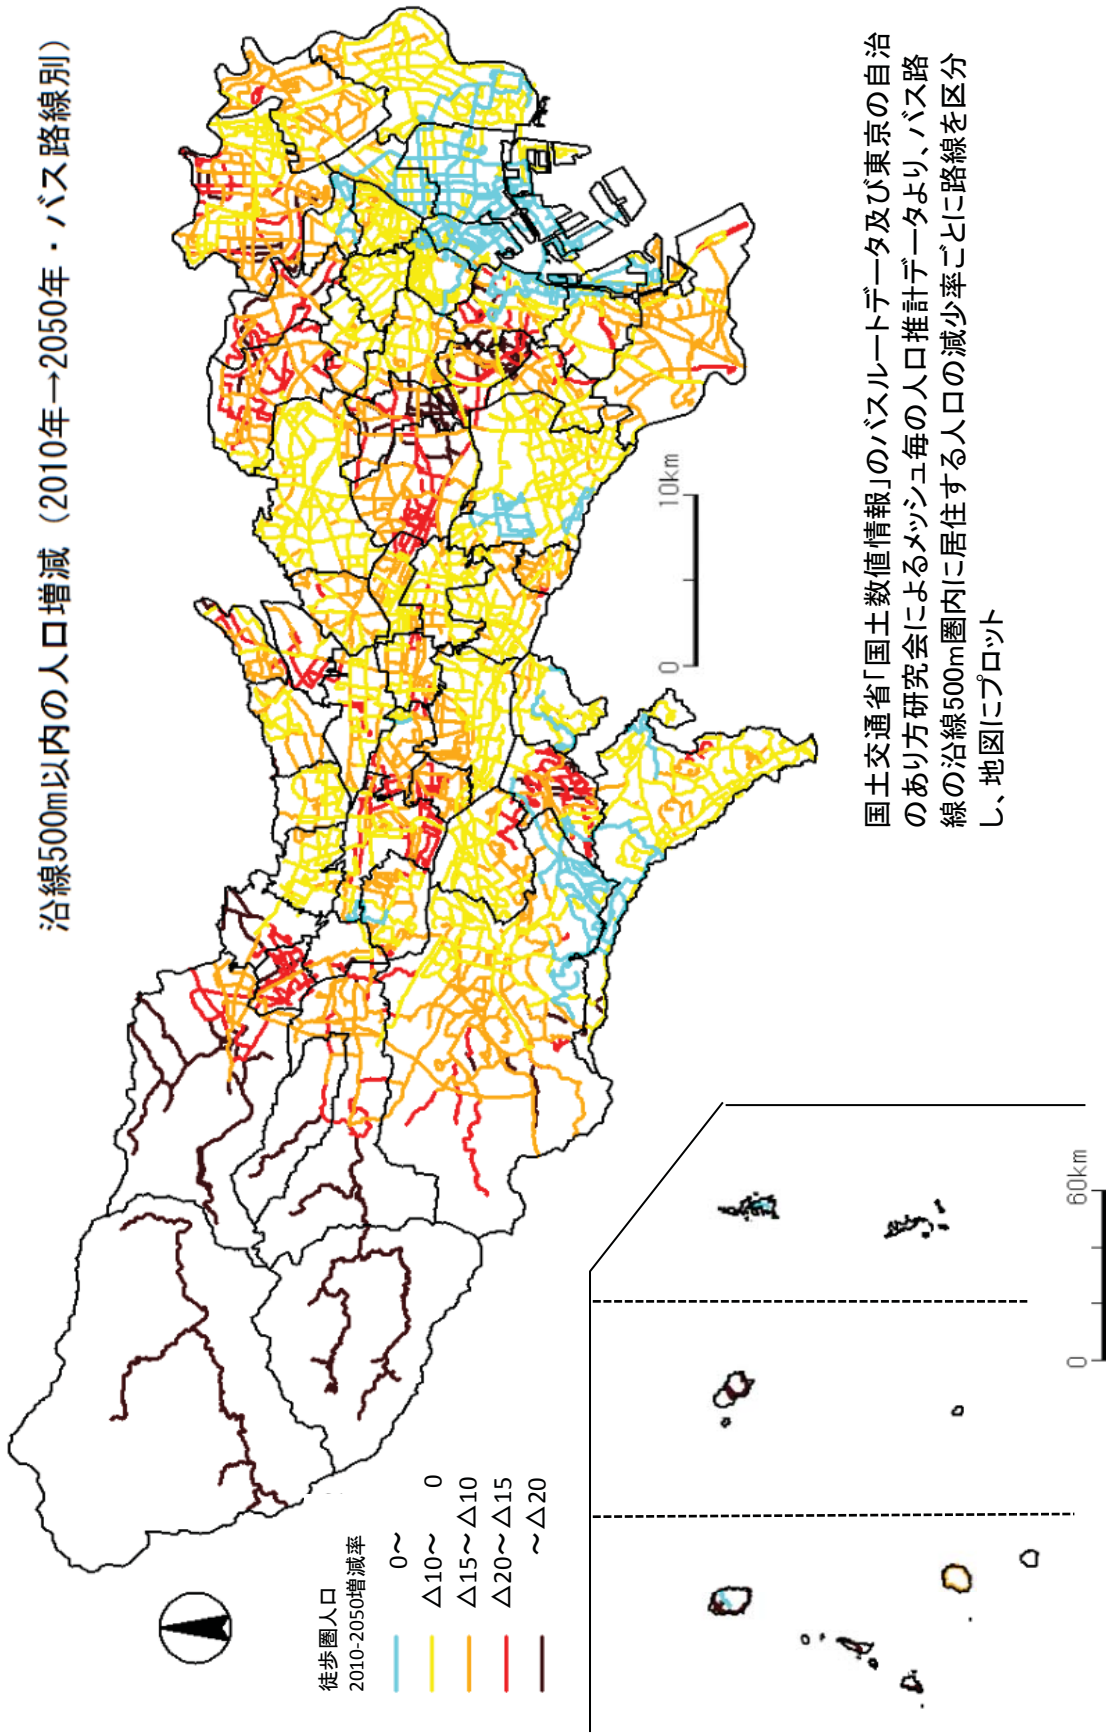 沿線500m以内の人口増減（2010年→2050年・バス路線別）
徒歩圏人口
2010-2050増減率
0～
△10～ 0
△15～△10
△20～△15
～△20
0 10km
0 60km
国土交通省「国土数値情報」のバスルートデータ及び東京の自治
のあり方研究会によるメッシュ毎の人口推計データより、バス路
線の沿線500m圏内に居住する人口の減少率ごとに路線を区分
し、地図にプロット